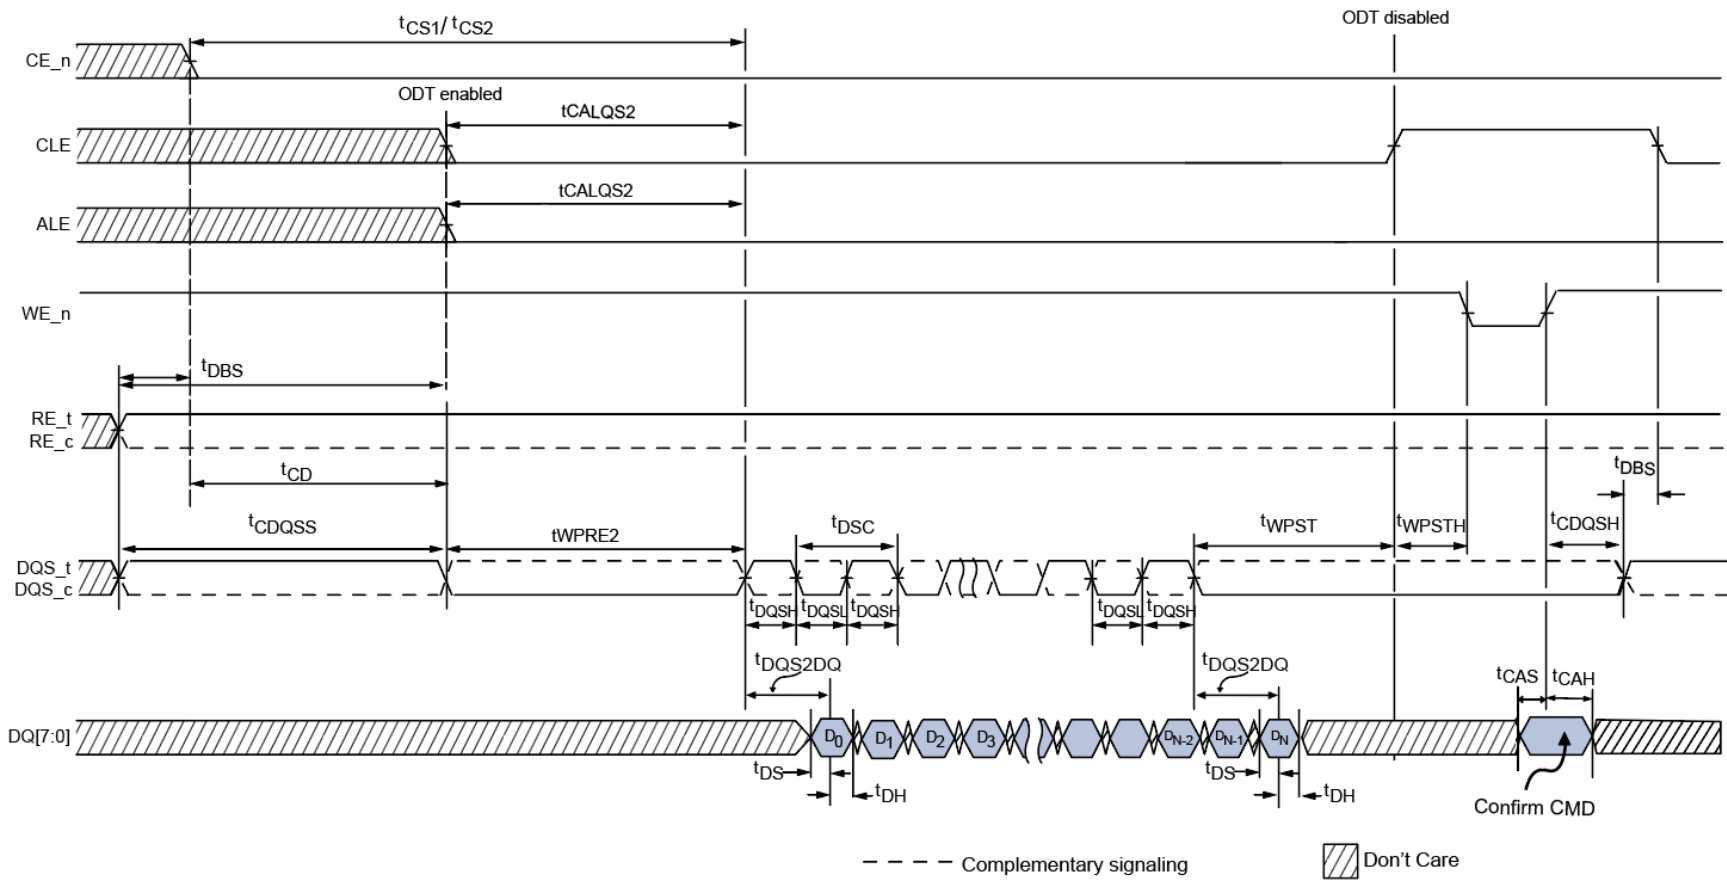 ODT disabled
tCS1/ tCS2
CE_n
ODT enabled
tCALQS2
CLE
tCALQS2
ALE
WE_n
tDBS
RE_t
RE_c
tCD
tDBS
tCDQSS
tWPRE2
tDSC
tWPST
tWPSTH
tCDQSH
DQS_t
DQS_c
tDQSH
tDQSL
tDQSH
tDQSL
tDQSH
tDQS2DQ
tDQS2DQ
tCAS
tCAH
DQ[7:0]
D0
D1
D2
D3
DN-2
DN-1
DN
tDS
tDH
tDS
tDH
Confirm CMD
Complementary signaling
Don't Care